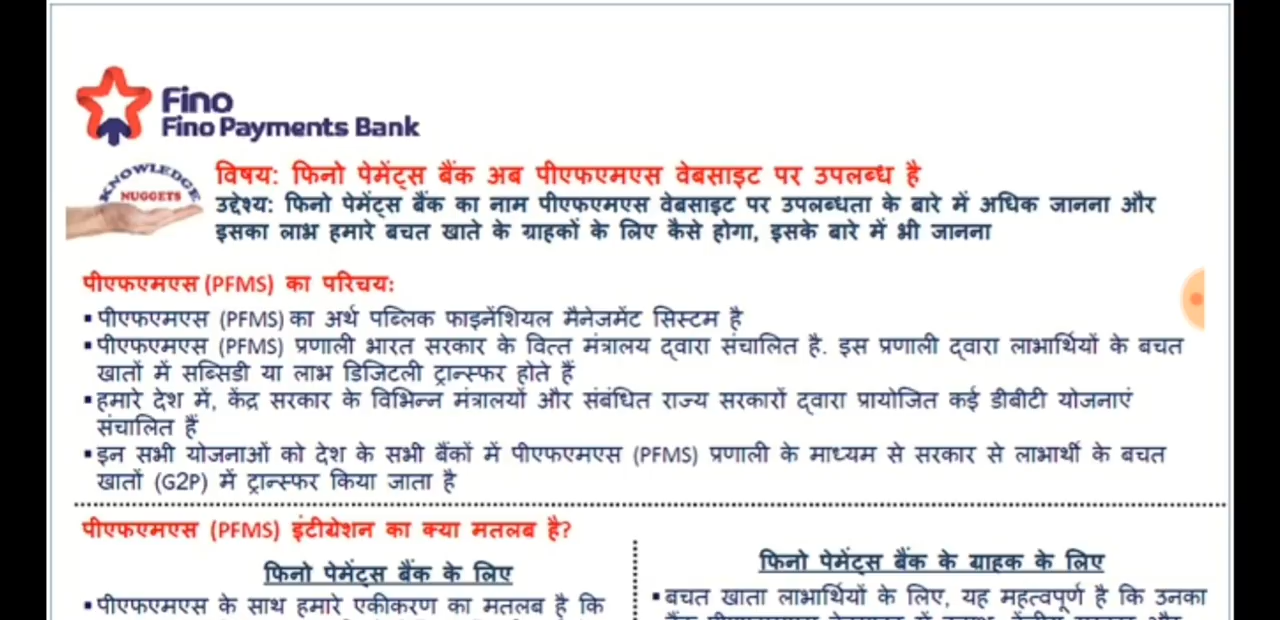 Fino
Fino Payments Bank
KNOWLEDGE
NUGGETS
विषय: फिनो पेमेंट्स बैंक अब पीएफएमएस वेबसाइट पर उपलब्ध है
उद्देश्य: फिनो पेमेंट्स बैंक का नाम पीएफएमएस वेबसाइट पर उपलब्धता के बारे में अधिक जानना और
इसका लाभ हमारे बचत खाते के ग्राहकों के लिए कैसे होगा, इसके बारे में भी जानना
पीएफएमएस (PFMS) का परिचय:
▪ पीएफएमएस (PFMS) का अर्थ पब्लिक फाइनेंशियल मैनेजमेंट सिस्टम है
▪ पीएफएमएस (PFMS) प्रणाली भारत सरकार के वित्त मंत्रालय द्वारा संचालित है. इस प्रणाली द्वारा लाभार्थियों के बचत
खातों में सब्सिडी या लाभ डिजिटली ट्रान्स्फर होते हैं
▪ हमारे देश में, केंद्र सरकार के विभिन्न मंत्रालयों और संबंधित राज्य सरकारों द्वारा प्रायोजित कई डीबीटी योजनाएं
संचालित हैं
▪ इन सभी योजनाओं को देश के सभी बैंकों में पीएफएमएस (PFMS) प्रणाली के माध्यम से सरकार से लाभार्थी के बचत
खातों (G2P) में ट्रान्स्फर किया जाता है
पीएफएमएस (PFMS) इंटीग्रेशन का क्या मतलब है?
फिनो पेमेंट्स बैंक के लिए
▪ पीएफएमएस के साथ हमारे एकीकरण का मतलब है कि
फिनो पेमेंट्स बैंक के ग्राहक के लिए
▪ बचत खाता लाभार्थियों के लिए, यह महत्वपूर्ण है कि उनका